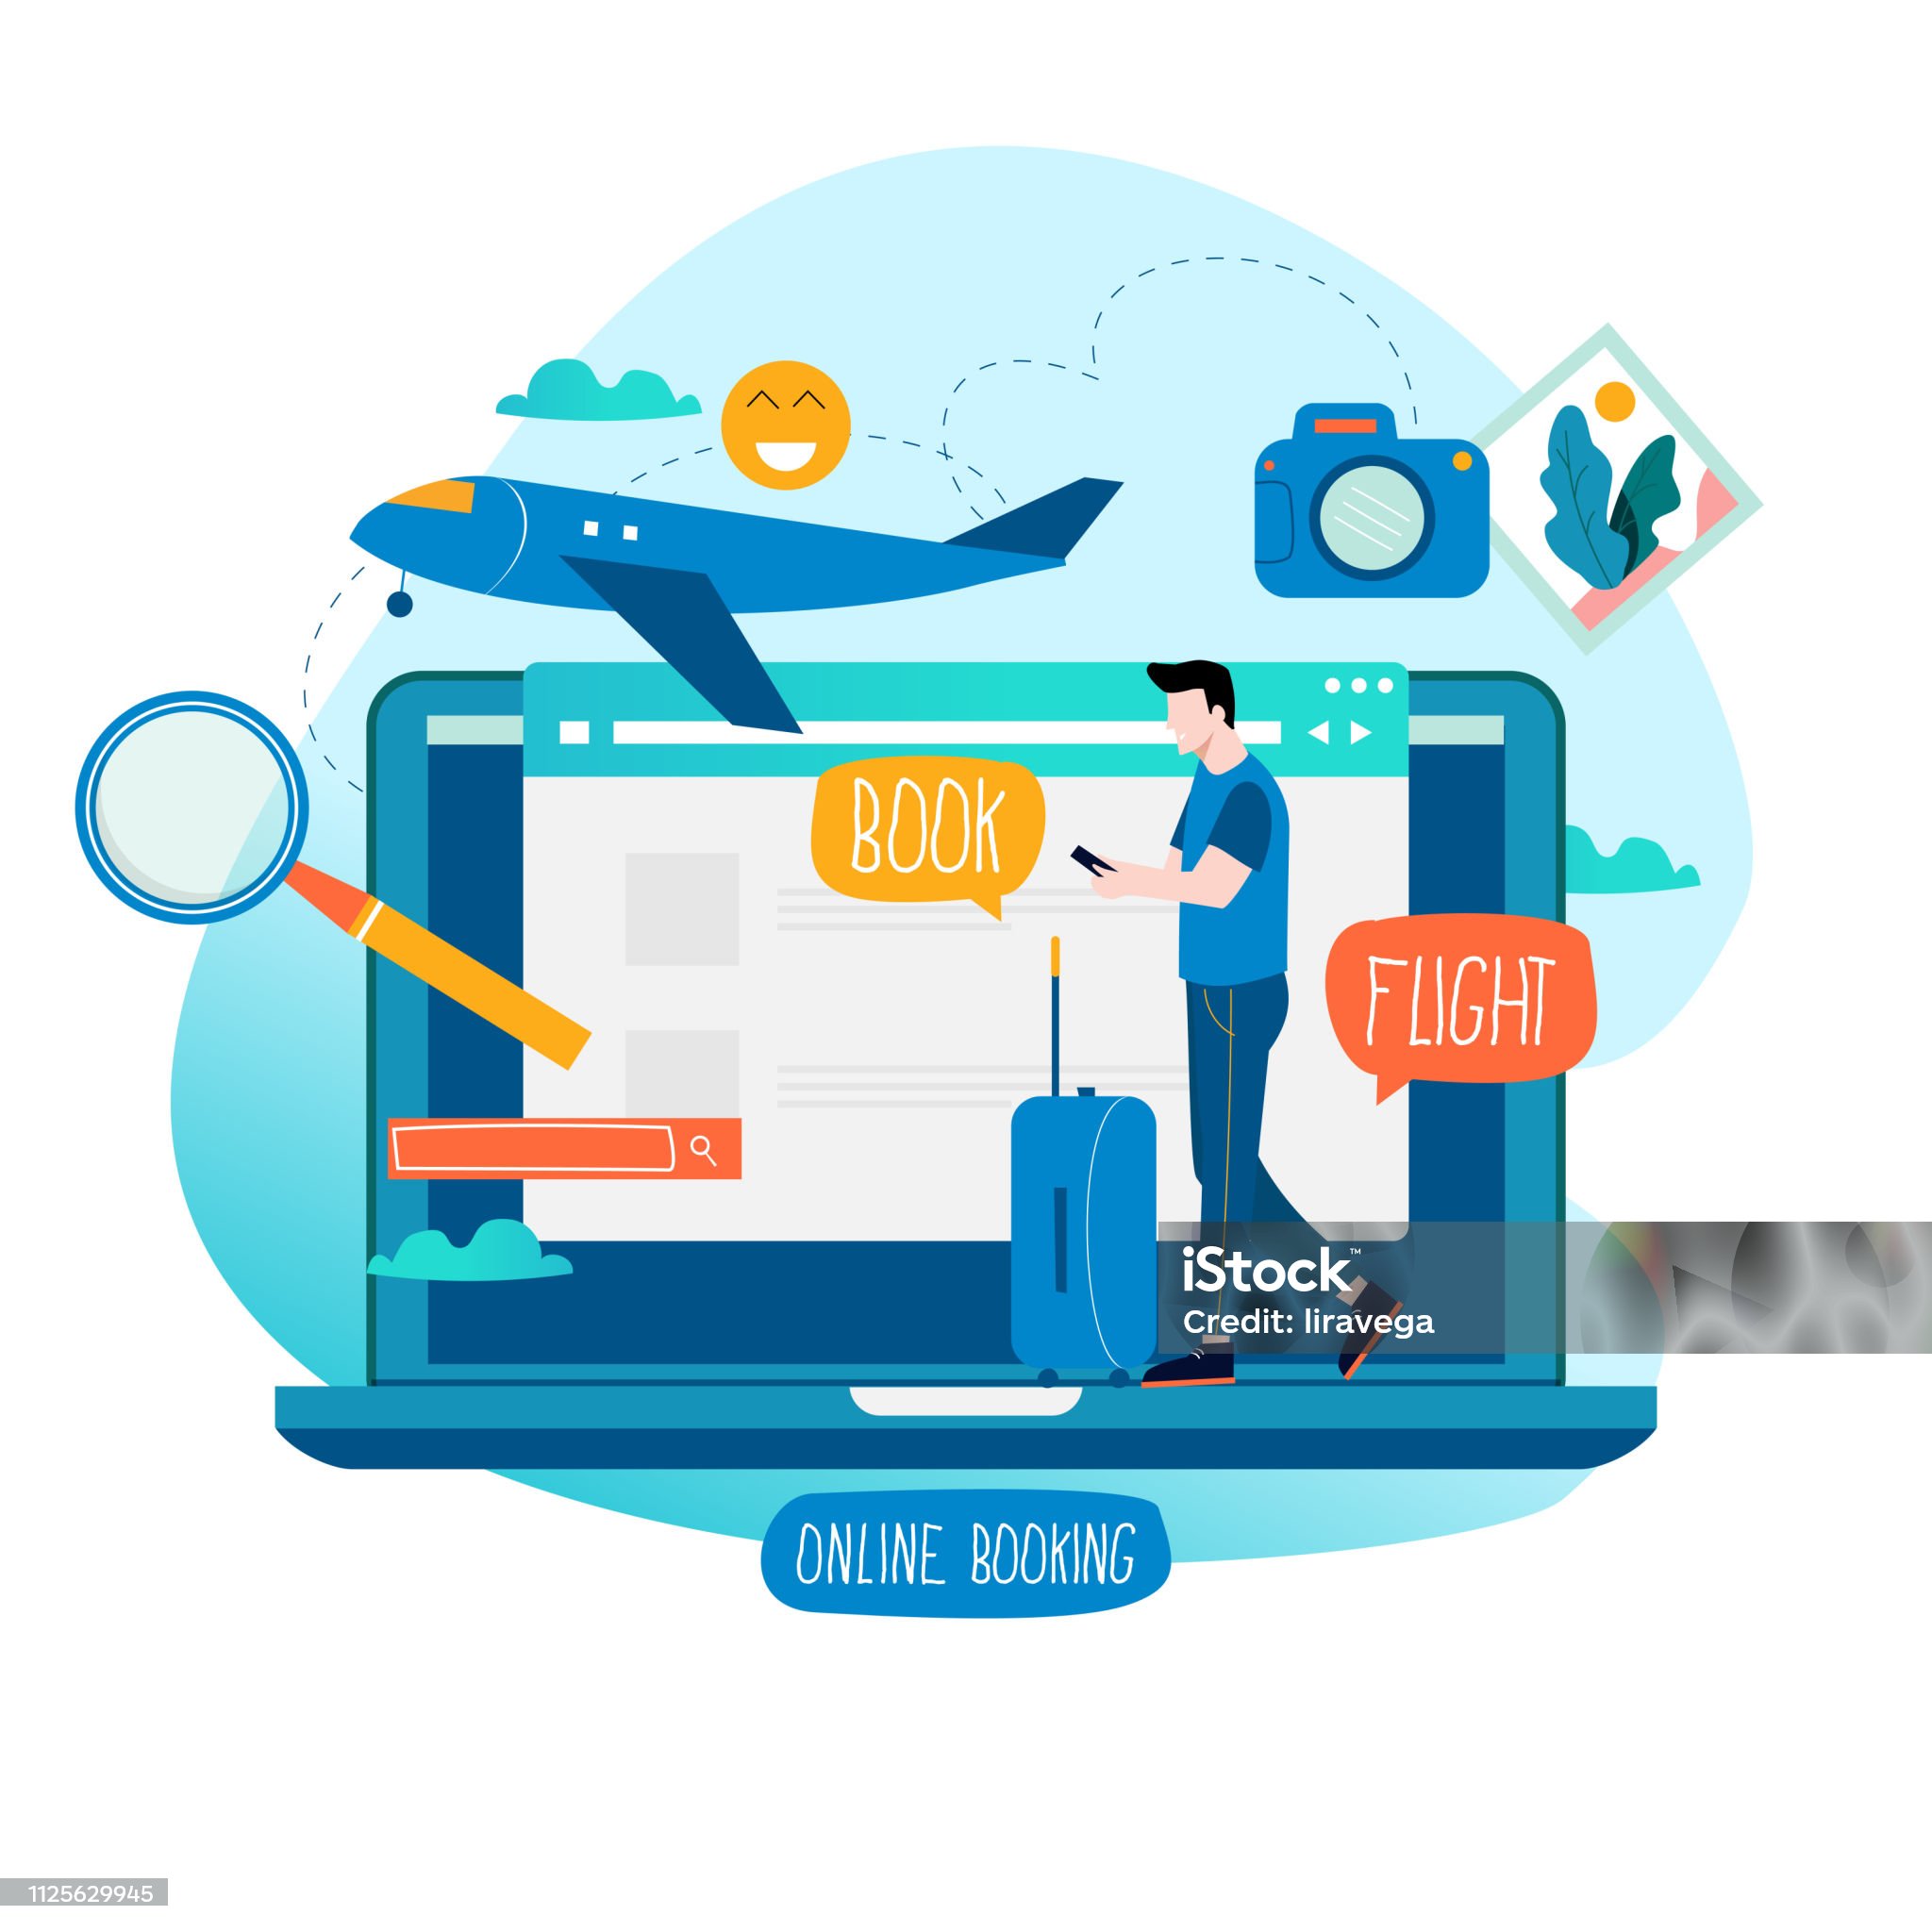 BOOK
FLIGHT
iStock™
Credit: liravega
ONLINE BOOKING
1125629945